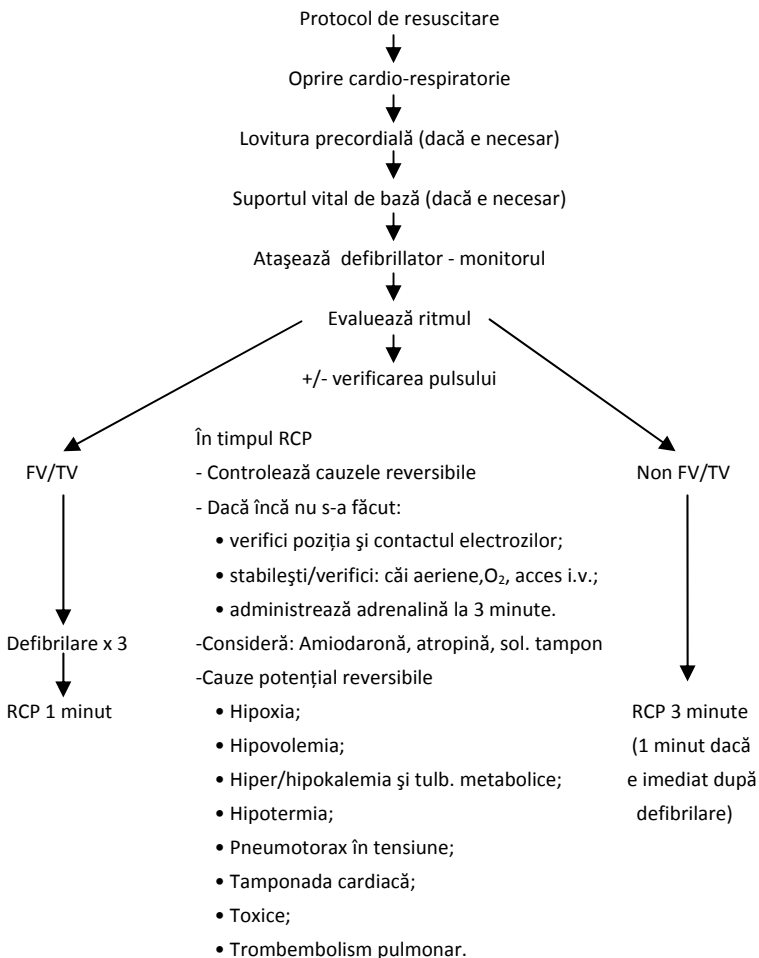 Protocol de resuscitare
Oprire cardio-respiratorie
Lovitura precordială (dacă e necesar)
Suportul vital de bază (dacă e necesar)
Ataşează defibrillator - monitorul
Evaluează ritmul
+/- verificarea pulsului
FV/TV
Defibrilare x 3
RCP 1 minut
În timpul RCP
- Controlează cauzele reversibile
- Dacă încă nu s-a făcut:
• verifici poziția şi contactul electrozilor;
• stabileşti/verifici: căi aeriene,O₂, acces i.v.;
• administrează adrenalină la 3 minute.
-Consideră: Amiodaronă, atropină, sol. tampon
-Cauze potențial reversibile
• Hipoxia;
• Hipovolemia;
• Hiper/hipokalemia şi tulb. metabolice;
• Hipotermia;
• Pneumotorax în tensiune;
• Tamponada cardiacă;
• Toxice;
• Trombembolism pulmonar.
Non FV/TV
RCP 3 minute
(1 minut dacă
e imediat după
defibrilare)